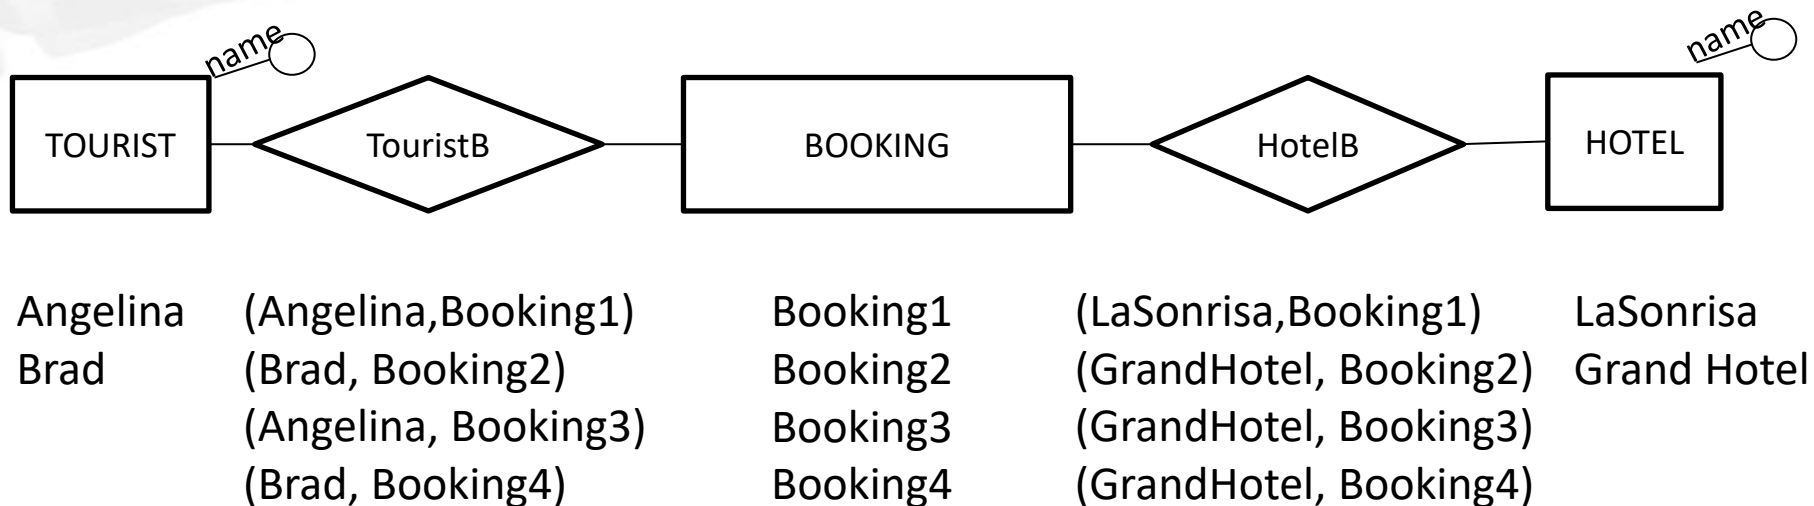 name name
TOURIST TouristB BOOKING HotelB HOTEL
Angelina (Angelina,Booking1) Booking1 (LaSonrisa,Booking1) LaSonrisa
Brad (Brad, Booking2) Booking2 (GrandHotel, Booking2) Grand Hotel
(Angelina, Booking3) Booking3 (GrandHotel, Booking3)
(Brad, Booking4) Booking4 (GrandHotel, Booking4)